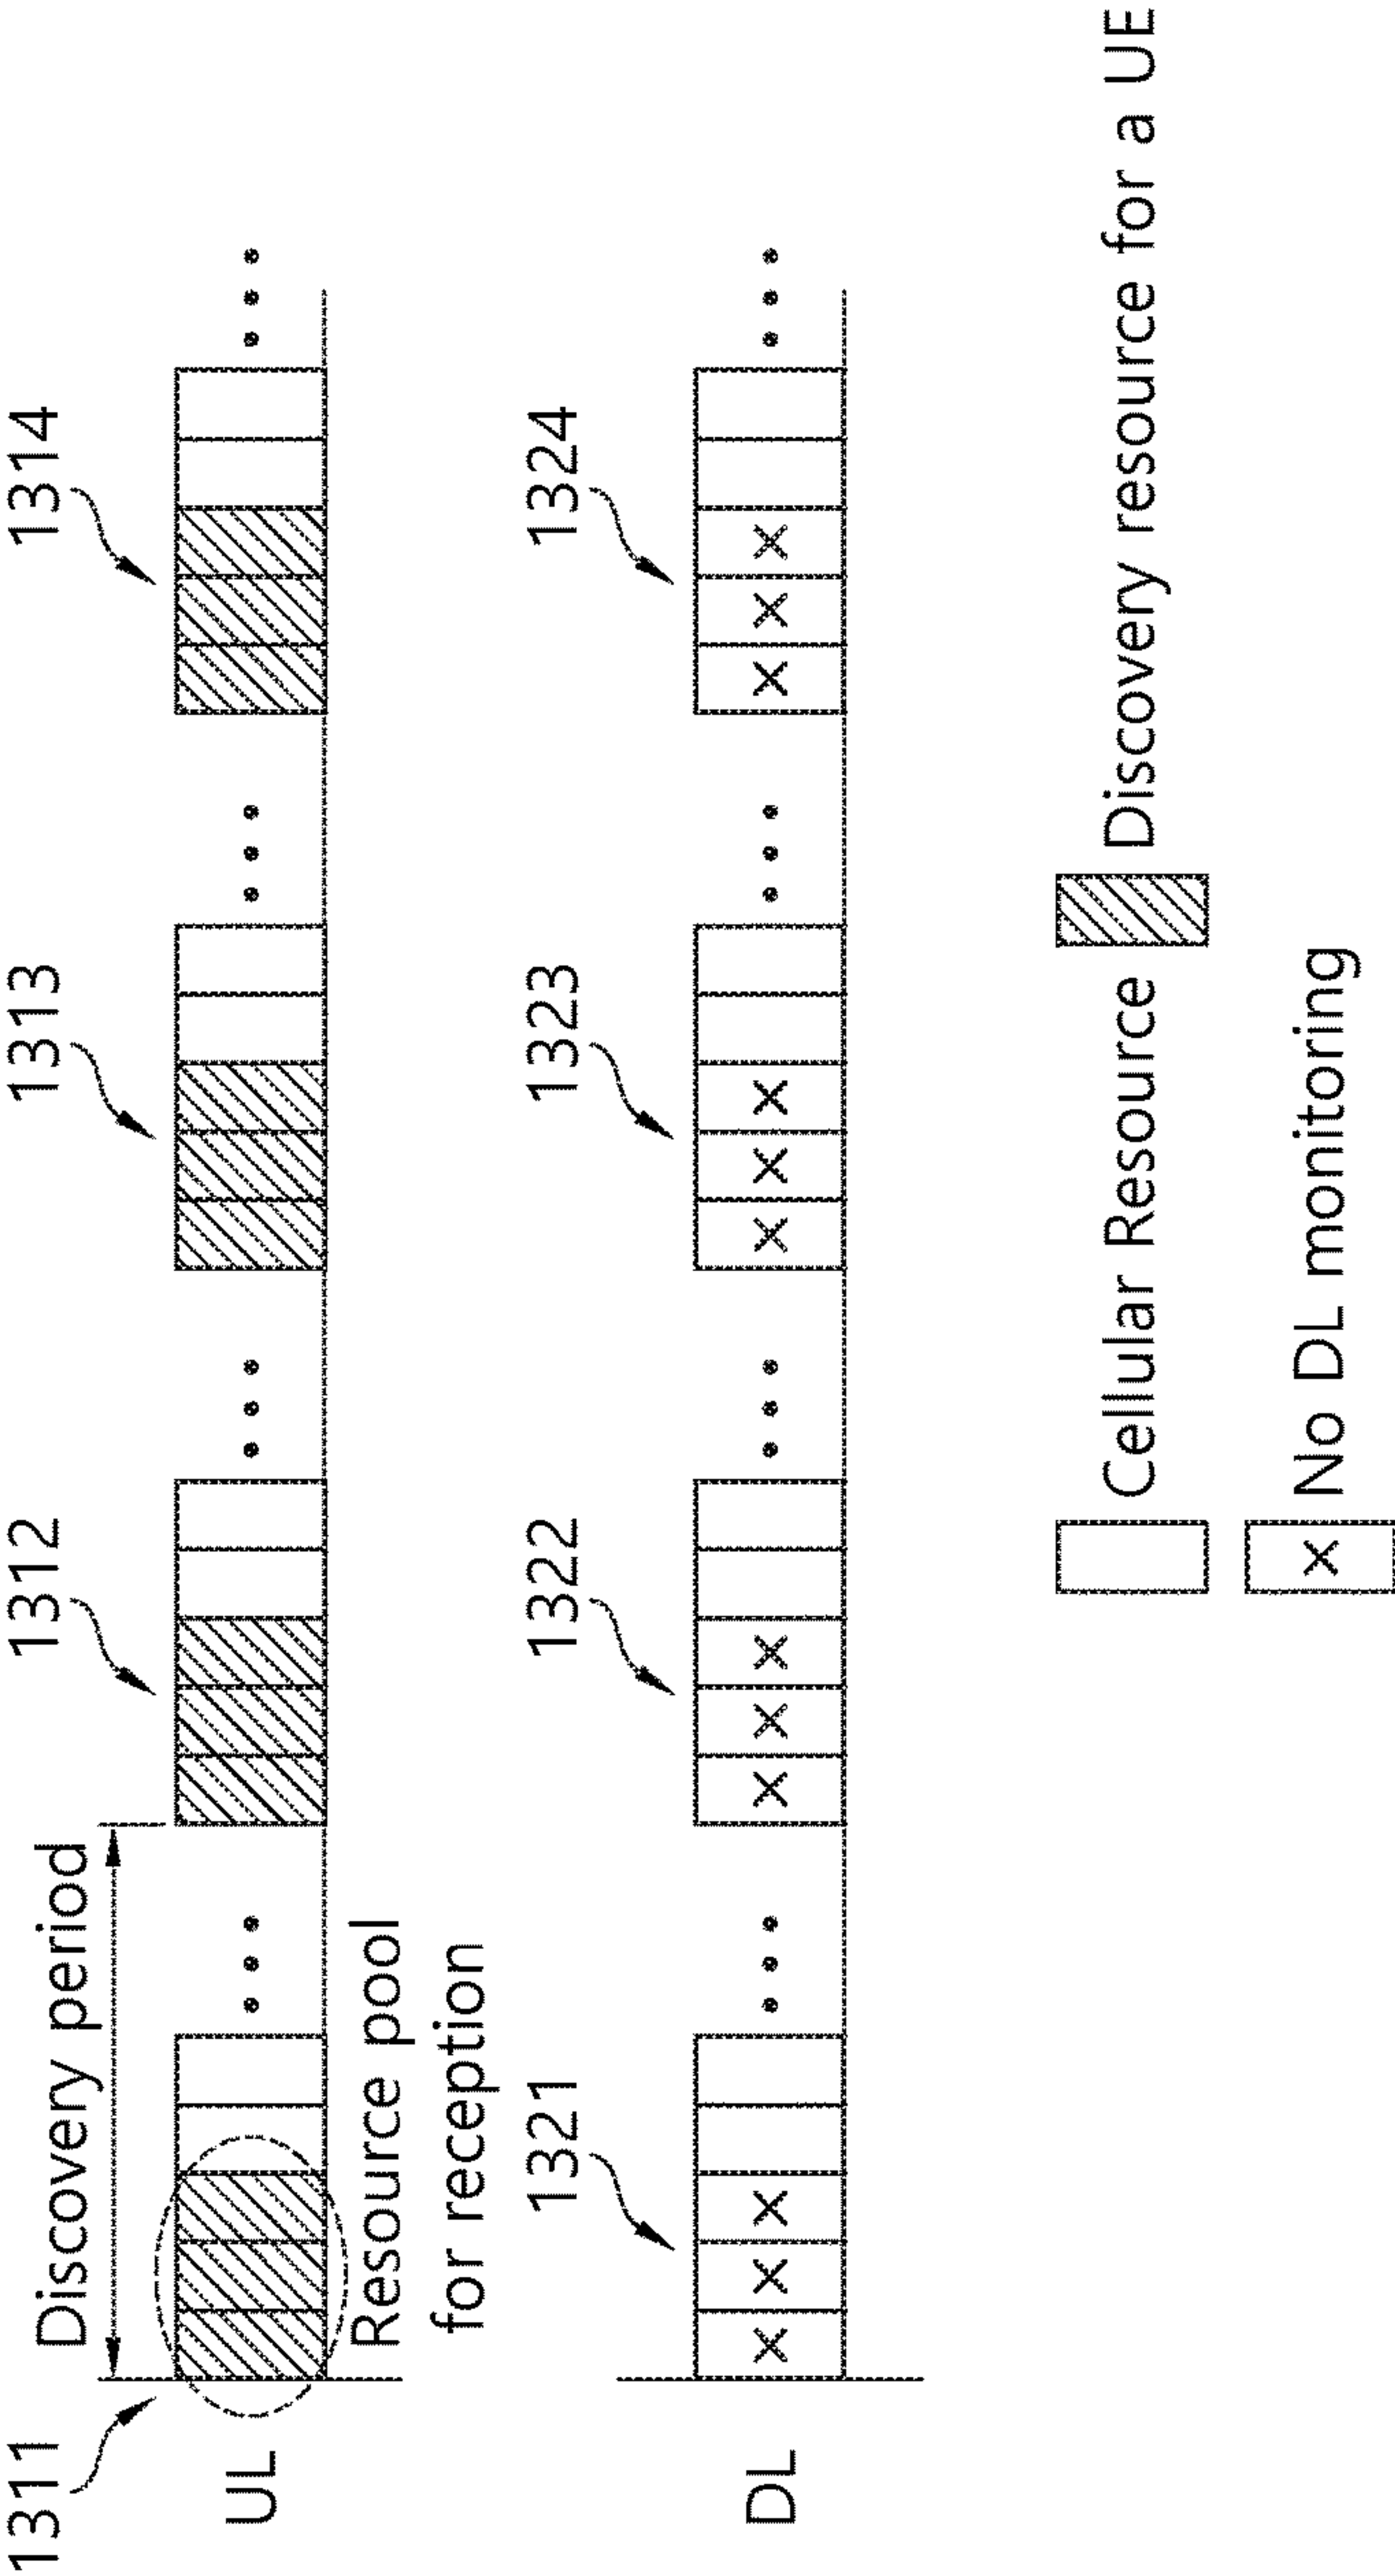 1311
1312
1313
1314
Discovery period
UL
Resource pool
for reception
1321
1322
1323
1324
DL
Cellular Resource
Discovery resource for a UE
No DL monitoring